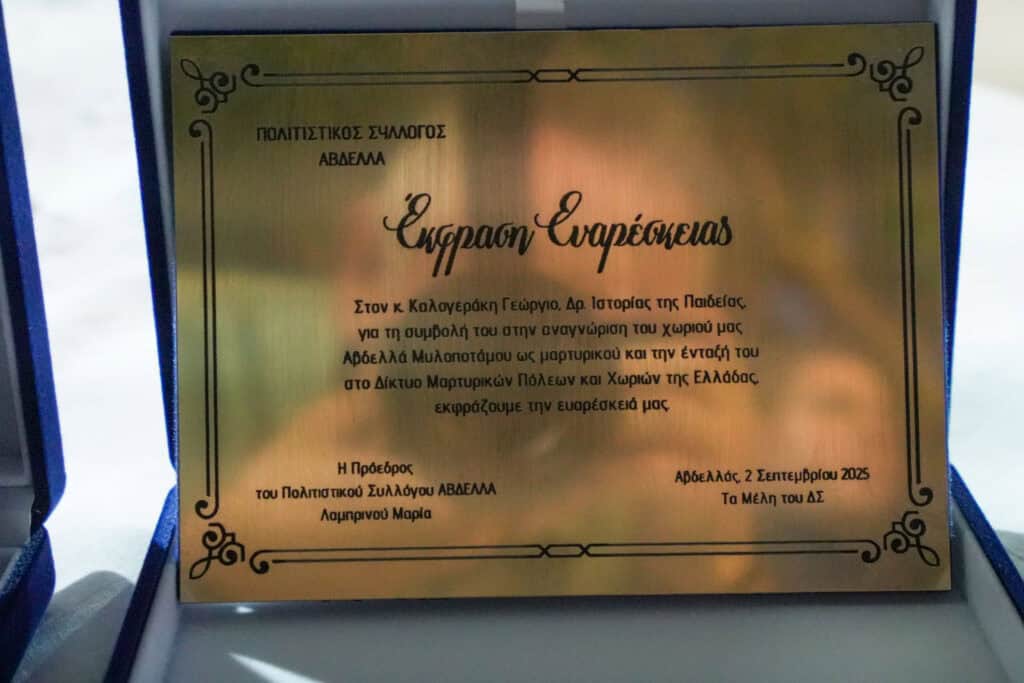 ΠΟΛΙΤΙΣΤΙΚΟΣ ΣΥΛΛΟΓΟΣ
ΑΒΔΕΛΛΑ
Έκφραση Ευαρέσκειας
Στον κ. Καλογεράκη Γεώργιο, Δρ. Ιστορίας της Παιδείας,
για τη συμβολή του στην αναγνώριση του χωριού μας
Αβδελλά Μυλοποτάμου ως μαρτυρικού και την ένταξή του
στο Δίκτυο Μαρτυρικών Πόλεων και Χωριών της Ελλάδας,
εκφράζουμε την ευαρέσκειά μας.
Η Πρόεδρος
του Πολιτιστικού Συλλόγου ΑΒΔΕΛΛΑ
Λαμπρινού Μαρία
Αβδελλάς, 2 Σεπτεμβρίου 2025
Τα Μέλη του ΔΣ